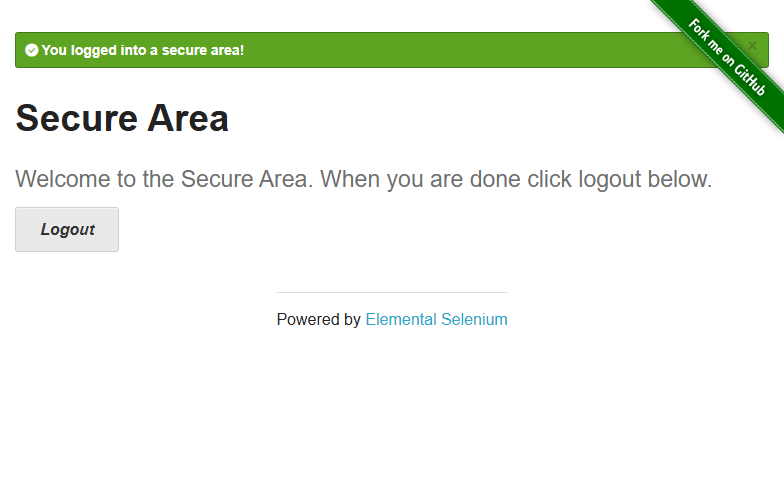 You logged into a secure area!
×
Fork me on GitHub
Secure Area
Welcome to the Secure Area. When you are done click logout below.
Logout
Powered by Elemental Selenium